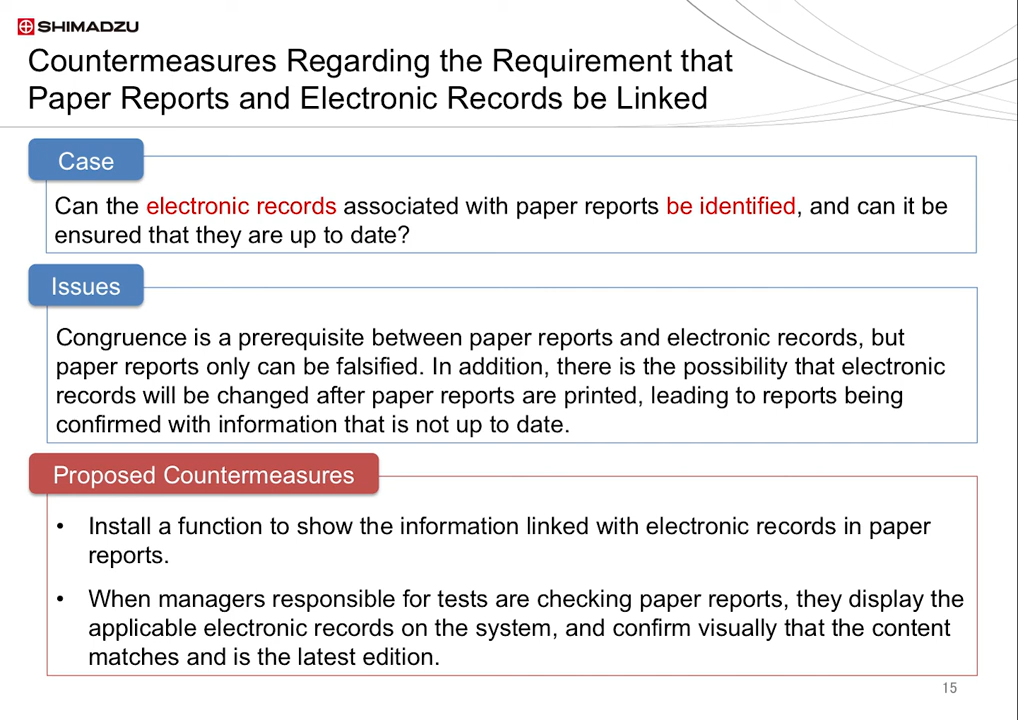 SHIMADZU
Countermeasures Regarding the Requirement that
Paper Reports and Electronic Records be Linked
Case
Can the electronic records associated with paper reports be identified, and can it be
ensured that they are up to date?
Issues
Congruence is a prerequisite between paper reports and electronic records, but
paper reports only can be falsified. In addition, there is the possibility that electronic
records will be changed after paper reports are printed, leading to reports being
confirmed with information that is not up to date.
Proposed Countermeasures
• Install a function to show the information linked with electronic records in paper
reports.
• When managers responsible for tests are checking paper reports, they display the
applicable electronic records on the system, and confirm visually that the content
matches and is the latest edition.
15